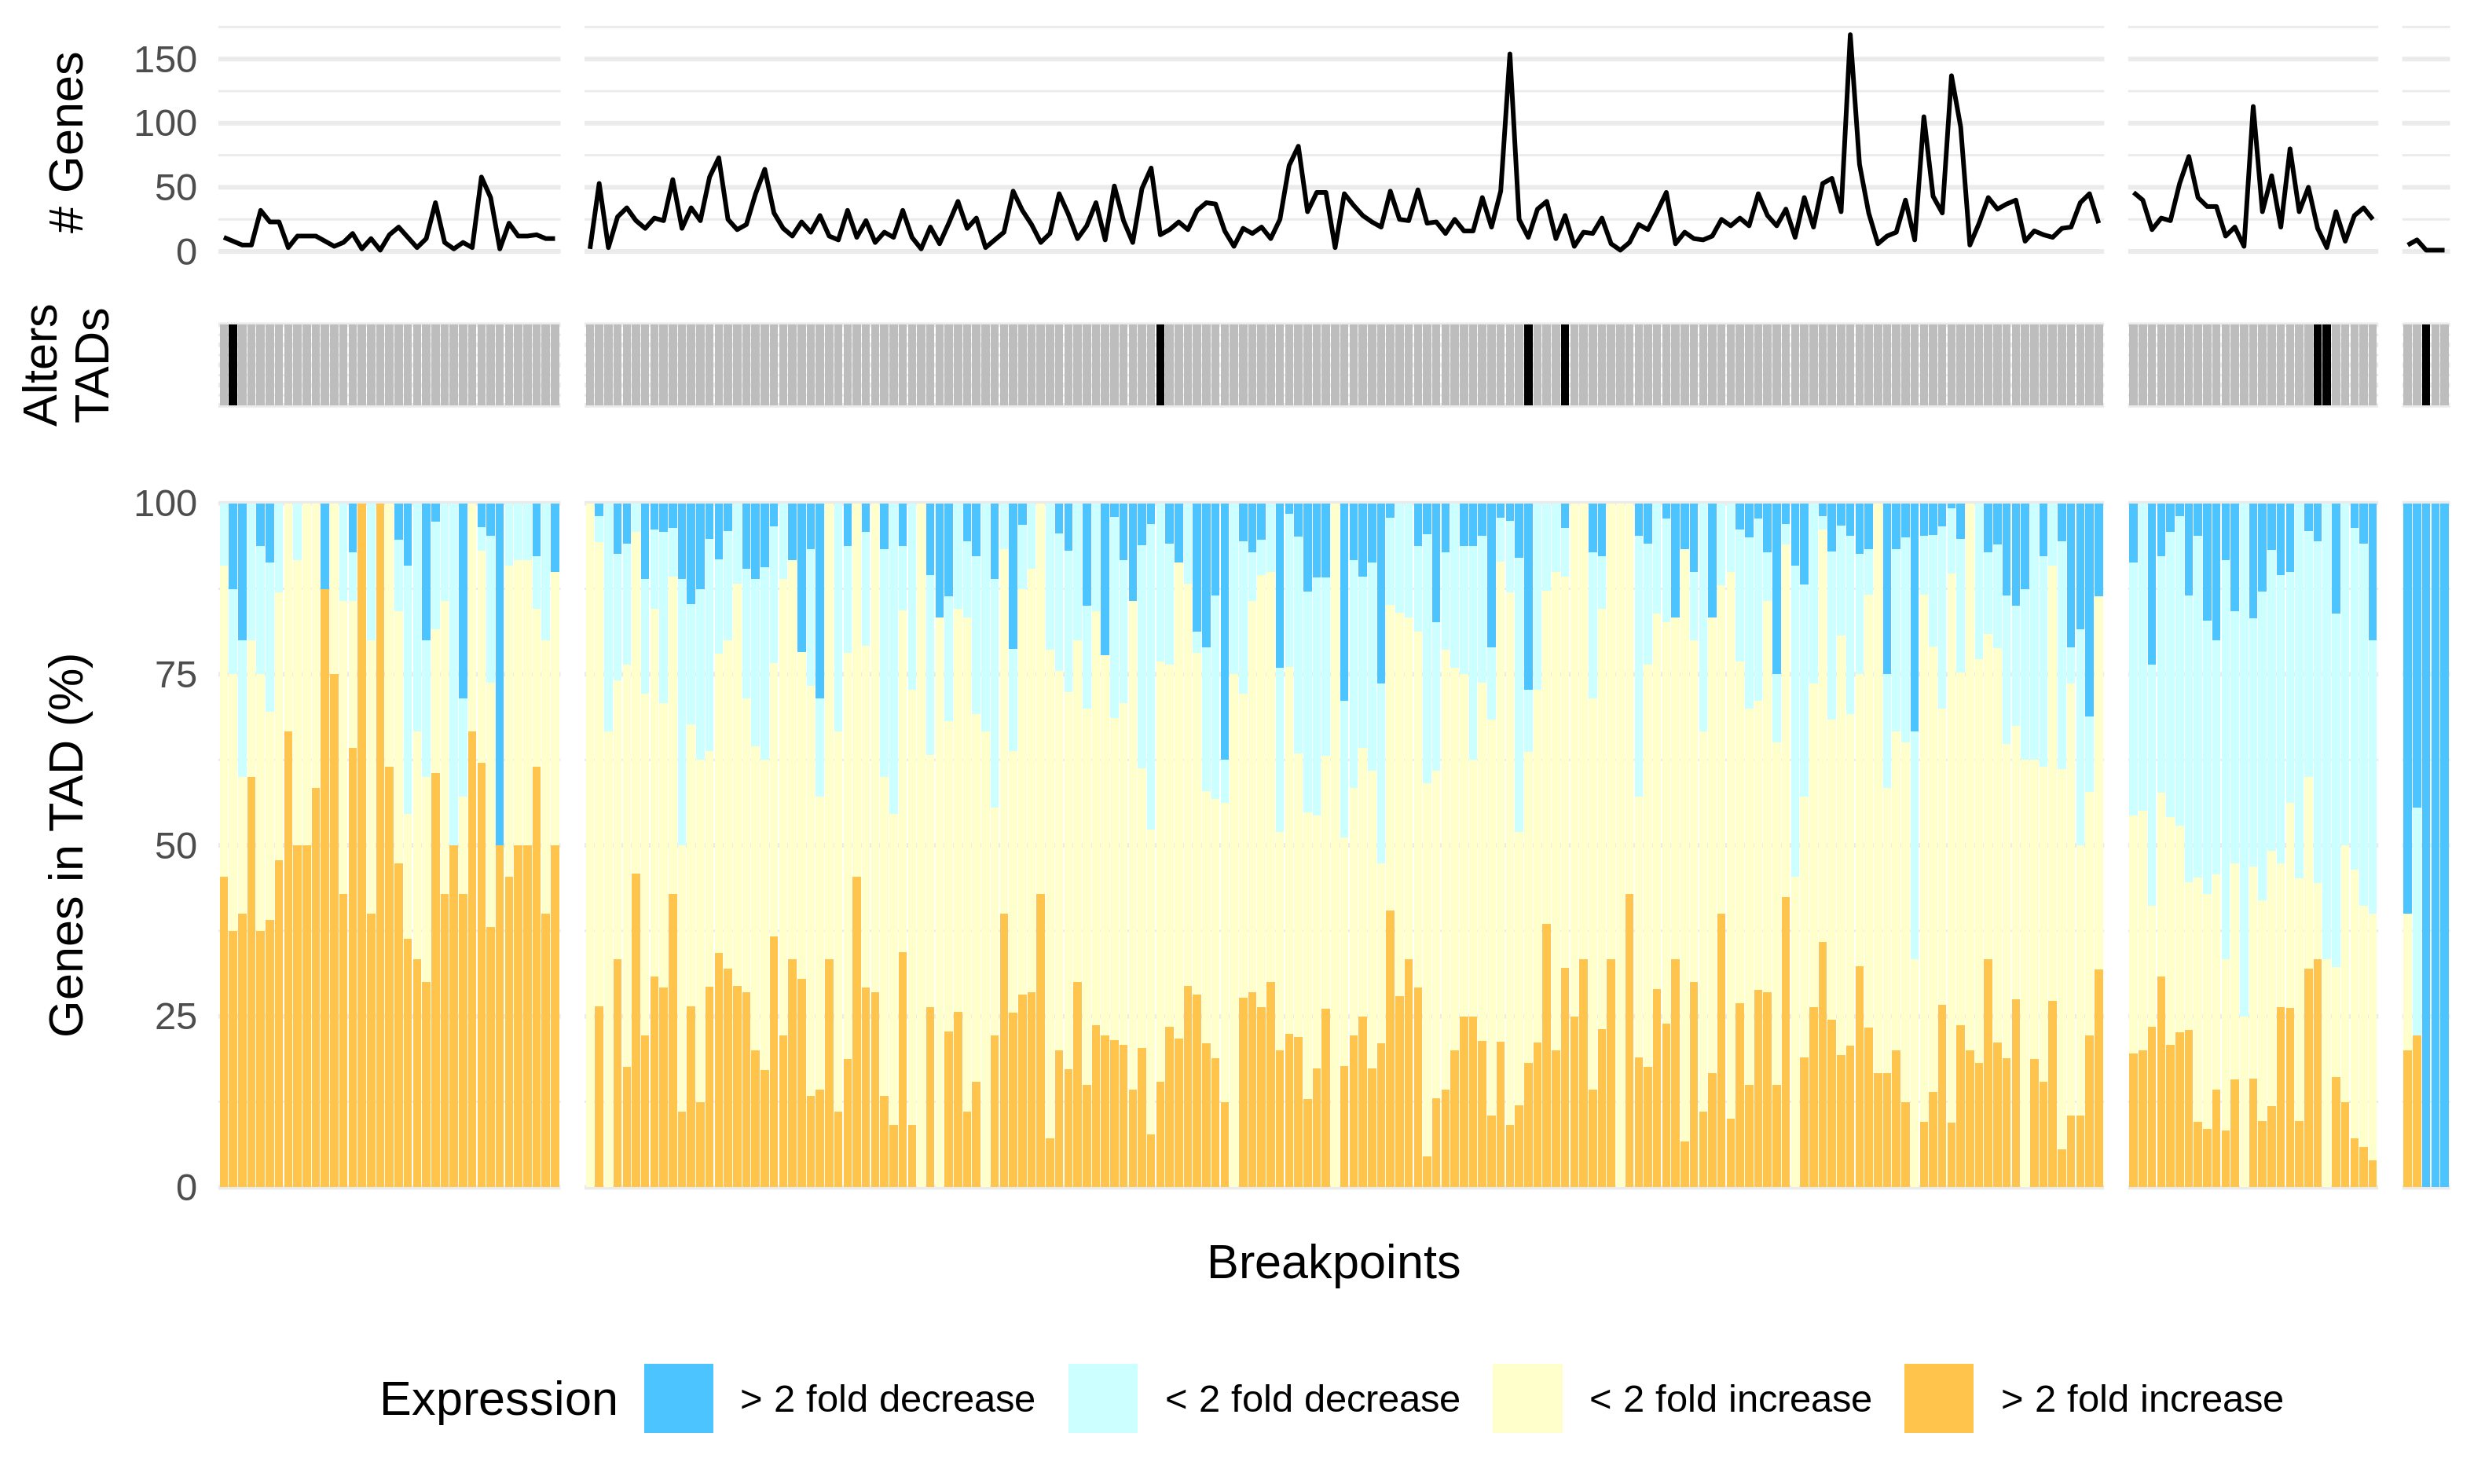 # Genes
150
100
50
0
Alters
TADs
Genes in TAD (%)
100
75
50
25
0
Breakpoints
Expression
> 2 fold decrease
< 2 fold decrease
< 2 fold increase
> 2 fold increase